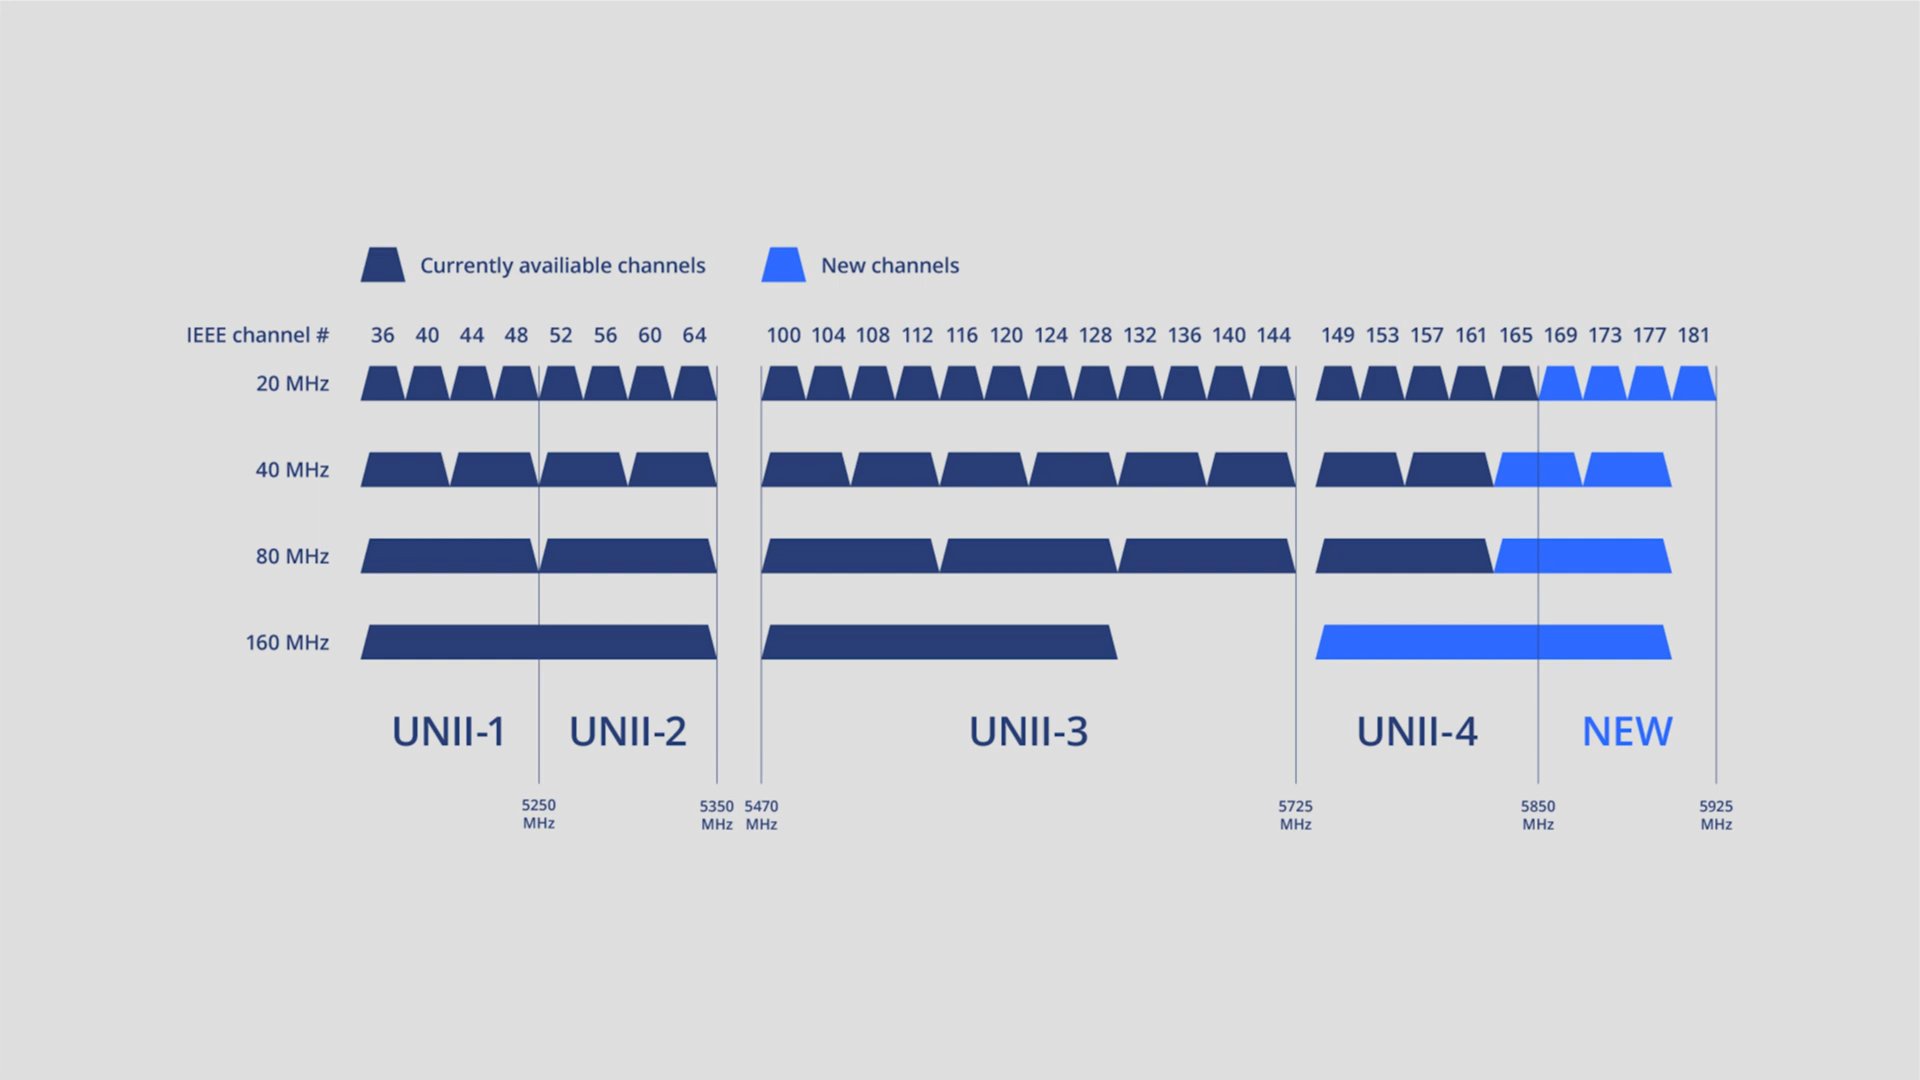 Currently availiable channels
New channels
IEEE channel # 36 40 44 48 52 56 60 64 100 104 108 112 116 120 124 128 132 136 140 144 149 153 157 161 165 169 173 177 181
20 MHz
40 MHz
80 MHz
160 MHz
UNII-1 UNII-2 UNII-3 UNII-4 NEW
5250 MHz
5350 MHz
5470 MHz
5725 MHz
5850 MHz
5925 MHz